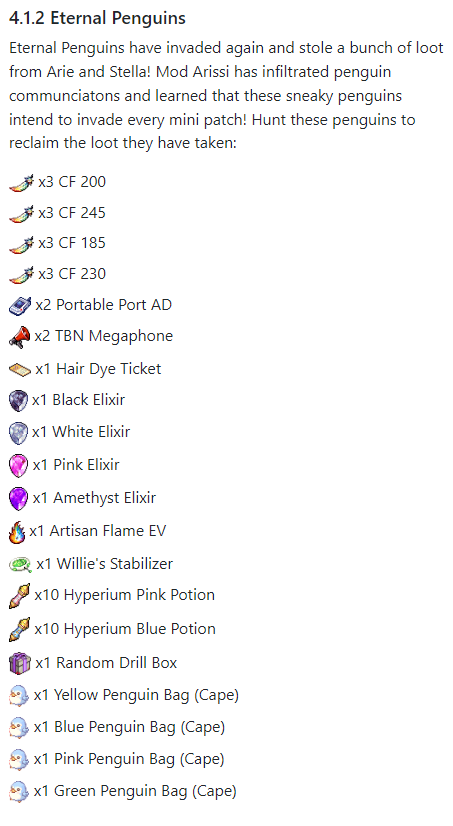 4.1.2 Eternal Penguins
Eternal Penguins have invaded again and stole a bunch of loot
from Arie and Stella! Mod Arissi has infiltrated penguin
communciatons and learned that these sneaky penguins
intend to invade every mini patch! Hunt these penguins to
reclaim the loot they have taken:
x3 CF 200
x3 CF 245
x3 CF 185
x3 CF 230
x2 Portable Port AD
x2 TBN Megaphone
x1 Hair Dye Ticket
x1 Black Elixir
x1 White Elixir
x1 Pink Elixir
x1 Amethyst Elixir
x1 Artisan Flame EV
x1 Willie's Stabilizer
x10 Hyperium Pink Potion
x10 Hyperium Blue Potion
x1 Random Drill Box
x1 Yellow Penguin Bag (Cape)
x1 Blue Penguin Bag (Cape)
x1 Pink Penguin Bag (Cape)
x1 Green Penguin Bag (Cape)